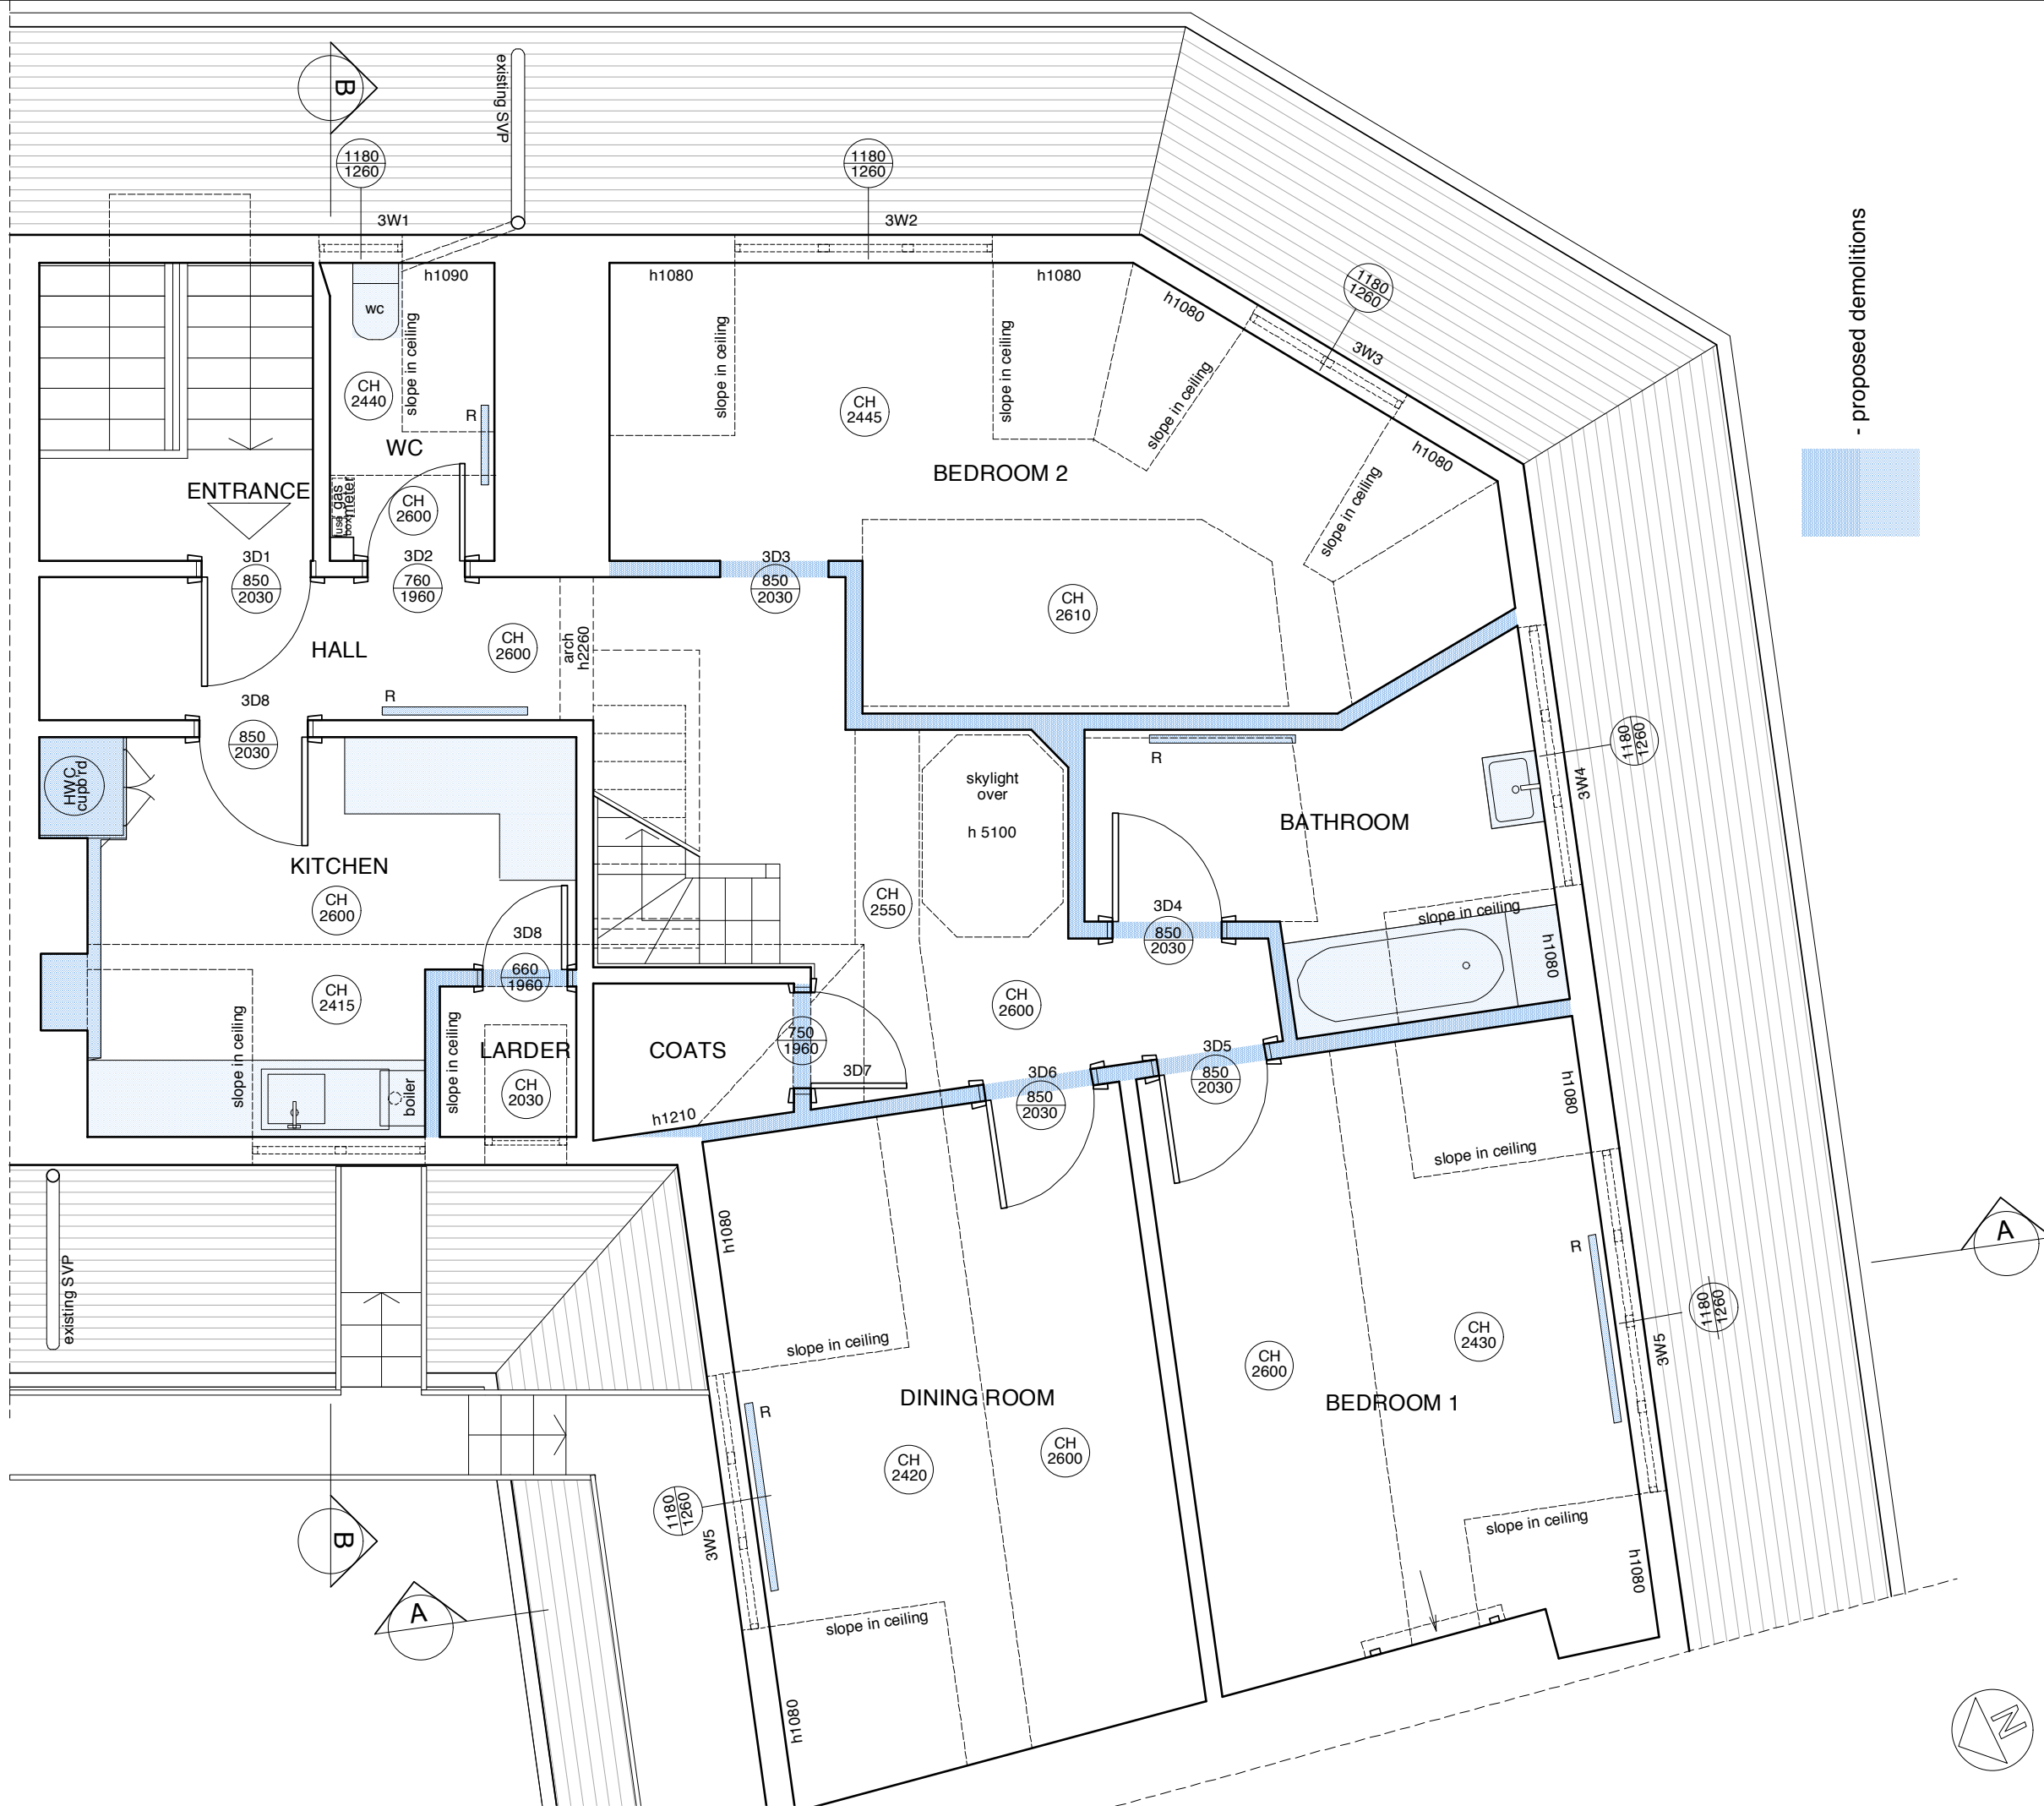 B
existing SVP
1180
1260
3W1
1180
1260
3W2
1180
1260
3W3
- proposed demolitions
h1090
wc
slope in ceiling
CH
2440
R
WC
h1080
slope in ceiling
h1080
slope in ceiling
h1080
slope in ceiling
h1080
slope in ceiling
CH
2445
BEDROOM 2
ENTRANCE
gas
meter
box
CH
2600
3D1
850
2030
3D2
760
1960
3D3
850
2030
CH
2610
HALL
CH
2600
arch
h2260
3D8
850
2030
R
HWC
cupb'rd
KITCHEN
CH
2600
skylight
over
h 5100
R
BATHROOM
3W4
1180
1260
CH
2550
3D4
850
2030
slope in ceiling
h1080
3D8
660
1960
CH
2415
slope in ceiling
slope in ceiling
LARDER
CH
2030
boiler
COATS
750
1960
3D7
h1210
CH
2600
3D6
850
2030
3D5
850
2030
h1080
slope in ceiling
existing SVP
h1080
slope in ceiling
R
DINING ROOM
CH
2420
CH
2600
1180
1260
3W5
slope in ceiling
h1080
CH
2600
CH
2430
BEDROOM 1
R
1180
1260
3W5
slope in ceiling
h1080
A
B
A
N